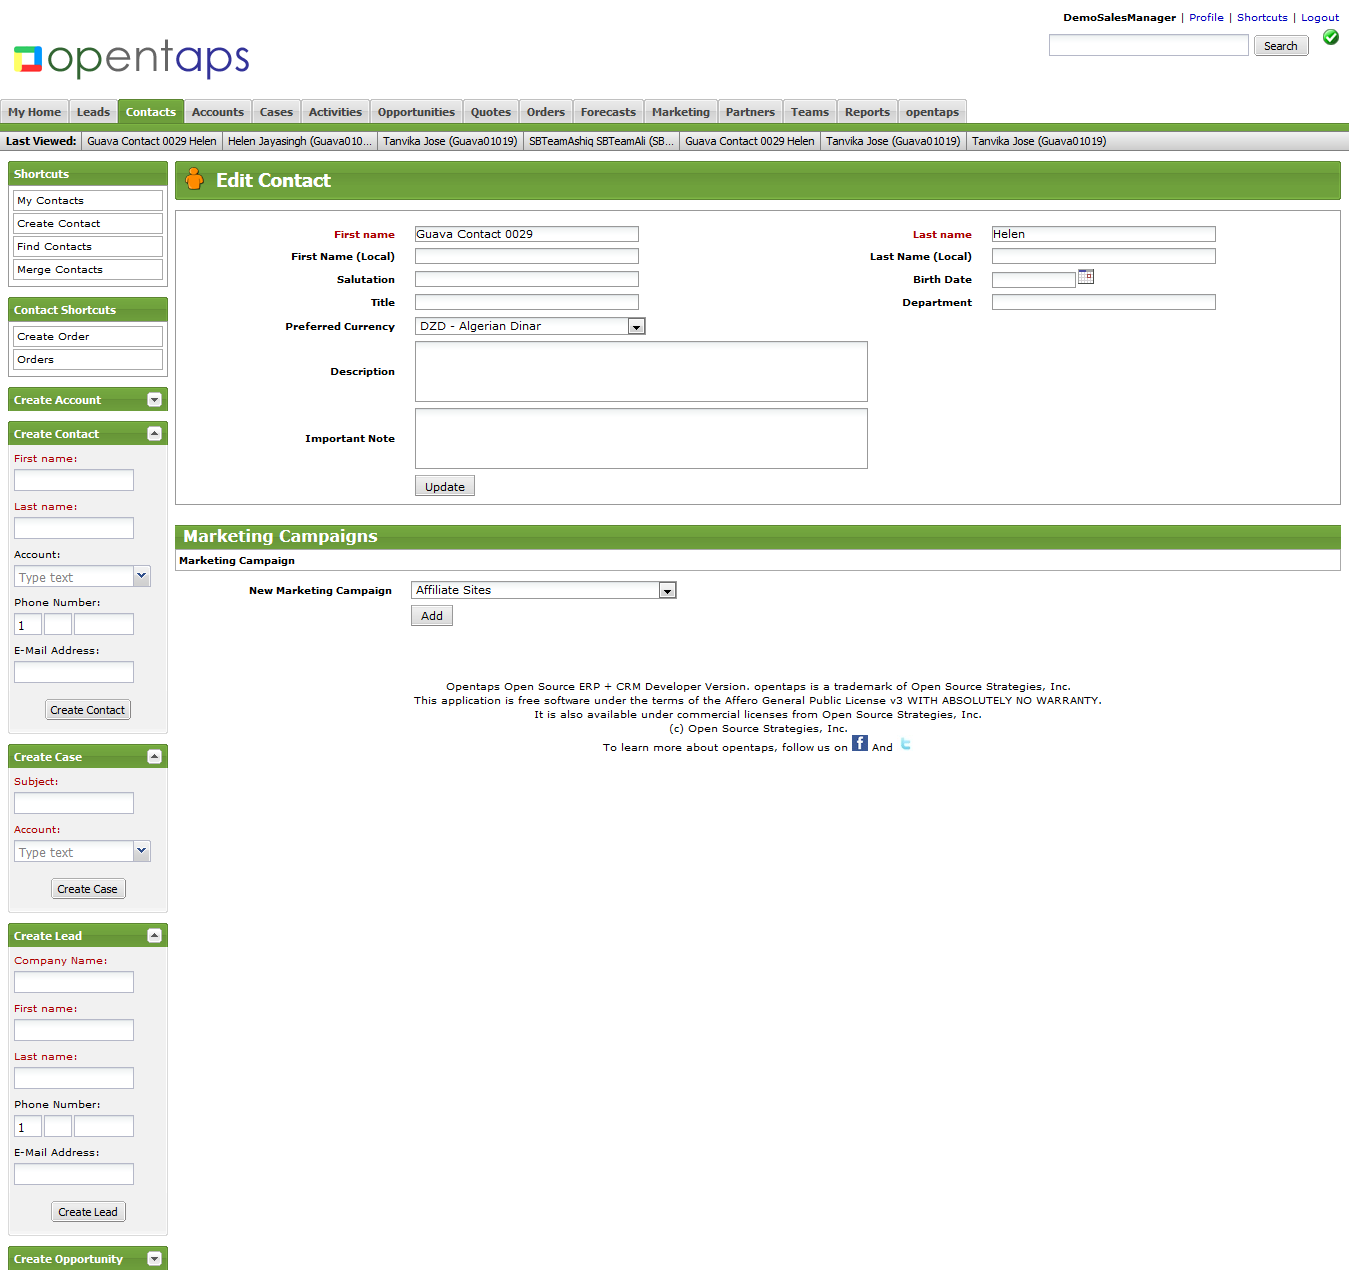 DemoSalesManager | Profile | Shortcuts | Logout
Search
opentaps
My Home Leads Contacts Accounts Cases Activities Opportunities Quotes Orders Forecasts Marketing Partners Teams Reports opentaps
Last Viewed: Guava Contact 0029 Helen Helen Jayasingh (Guava010... Tanvika Jose (Guava01019) SBTeamAshiq SBTeamAli (SB... Guava Contact 0029 Helen Tanvika Jose (Guava01019) Tanvika Jose (Guava01019)
Shortcuts
My Contacts
Create Contact
Find Contacts
Merge Contacts
Contact Shortcuts
Create Order
Orders
Create Account
Create Contact
First name:
Last name:
Account:
Type text
Phone Number:
1
E-Mail Address:
Create Contact
Create Case
Subject:
Account:
Type text
Create Case
Create Lead
Company Name:
First name:
Last name:
Phone Number:
1
E-Mail Address:
Create Lead
Create Opportunity
Edit Contact
First name Guava Contact 0029 Last name Helen
First Name (Local) Last Name (Local)
Salutation Birth Date
Title Department
Preferred Currency DZD - Algerian Dinar
Description
Important Note
Update
Marketing Campaigns
Marketing Campaign
New Marketing Campaign Affiliate Sites
Add
Opentaps Open Source ERP + CRM Developer Version. opentaps is a trademark of Open Source Strategies, Inc.
This application is free software under the terms of the Affero General Public License v3 WITH ABSOLUTELY NO WARRANTY.
It is also available under commercial licenses from Open Source Strategies, Inc.
(c) Open Source Strategies, Inc.
To learn more about opentaps, follow us on f And t